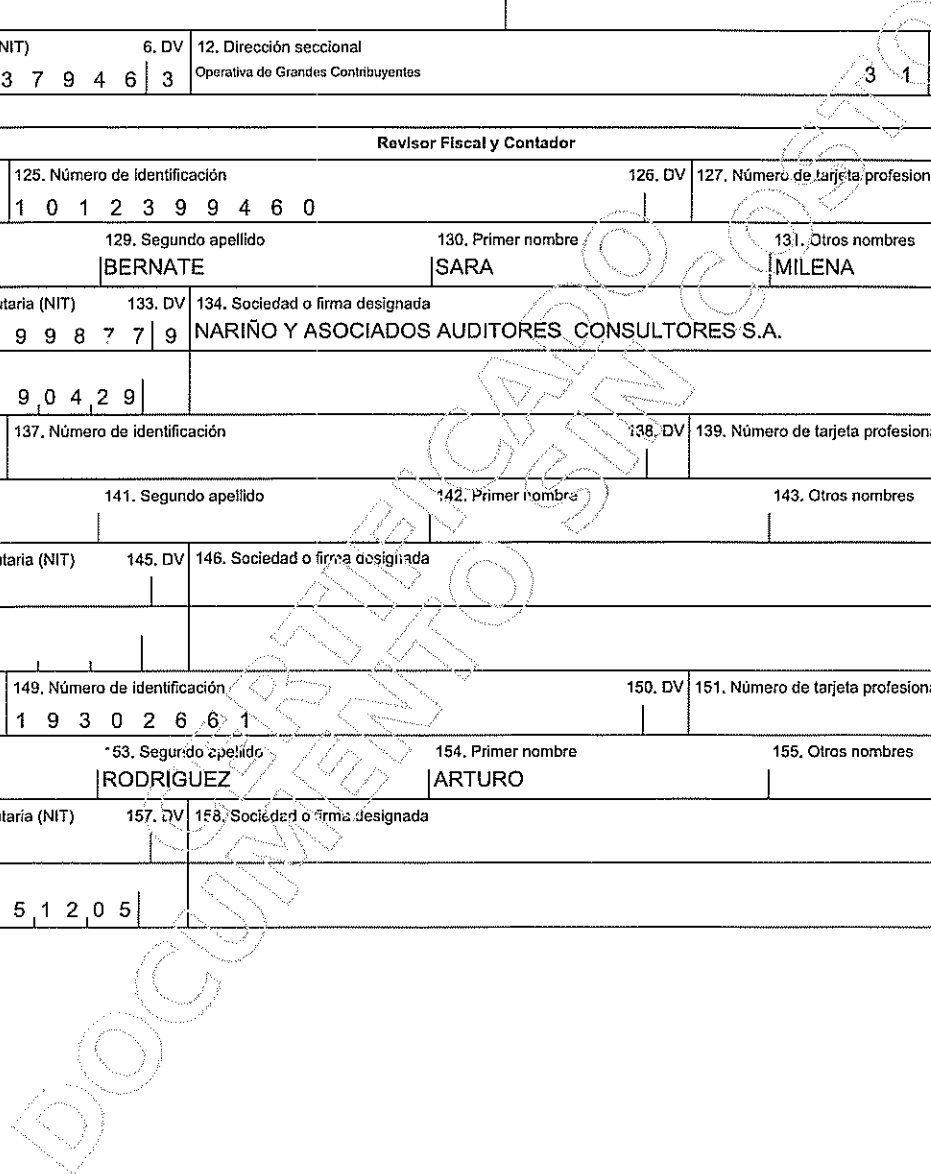 NIT) 6. DV 12. Dirección seccional
3 7 9 4 6 3 Operativa de Grandes Contribuyentes 3 1
Revisor Fiscal y Contador
125. Número de identificación 126. DV 127. Número de tarjeta profesion
1 0 1 2 3 9 9 4 6 0
129. Segundo apellido 130. Primer nombre 131. Otros nombres
BERNATE SARA MILENA
utaria (NIT) 133. DV 134. Sociedad o firma designada
9 9 8 7 7 9 NARIÑO Y ASOCIADOS AUDITORES CONSULTORES S.A.
9 0 4 2 9
137. Número de identificación 138. DV 139. Número de tarjeta profesiona
141. Segundo apellido 142. Primer nombre 143. Otros nombres
utaria (NIT) 145. DV 146. Sociedad o firma designada
149. Número de identificación 150. DV 151. Número de tarjeta profesiona
1 9 3 0 2 6 6 1
153. Segundo apellido 154. Primer nombre 155. Otros nombres
RODRIGUEZ ARTURO
utaria (NIT) 157. DV 158. Sociedad o firma designada
5 1 2 0 5
CERTIFICADO
DOCUMENTO SIN COSTO